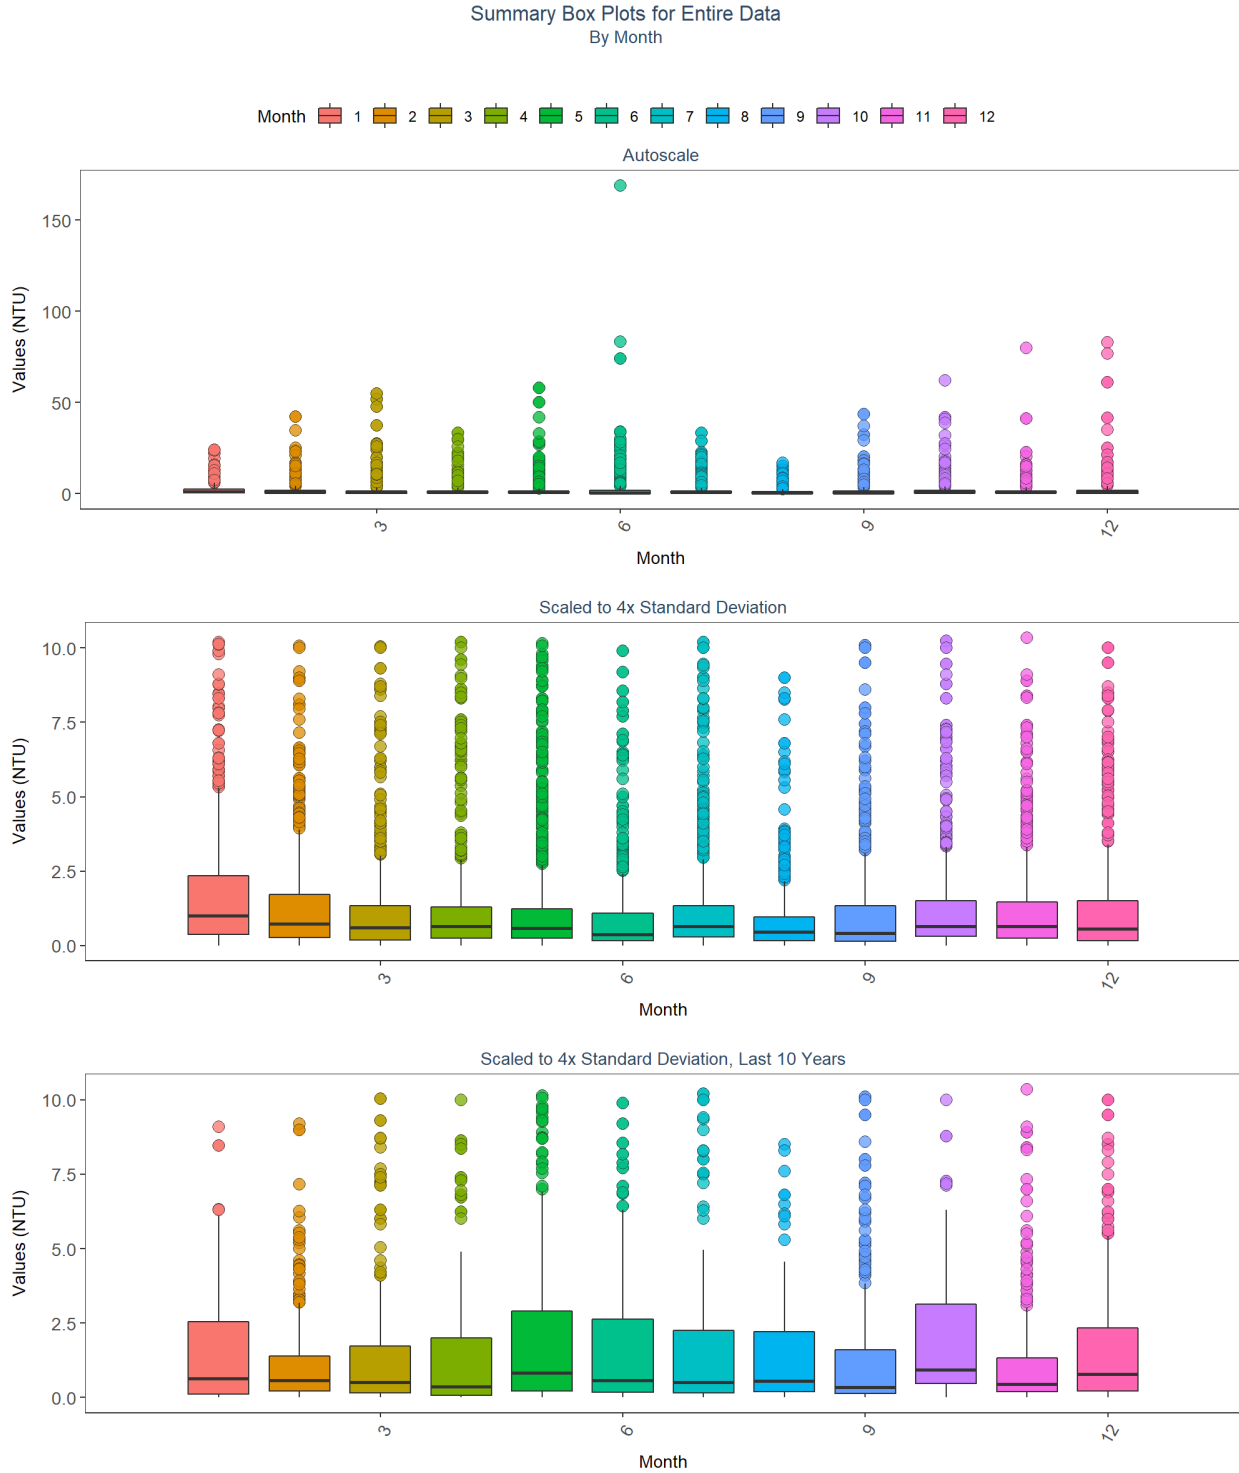 Summary Box Plots for Entire Data
By Month
Month 1 2 3 4 5 6 7 8 9 10 11 12
Autoscale
Values (NTU)
150
100
50
0
3 6 9 12
Month
Scaled to 4x Standard Deviation
Values (NTU)
10.0
7.5
5.0
2.5
0.0
3 6 9 12
Month
Scaled to 4x Standard Deviation, Last 10 Years
Values (NTU)
10.0
7.5
5.0
2.5
0.0
3 6 9 12
Month